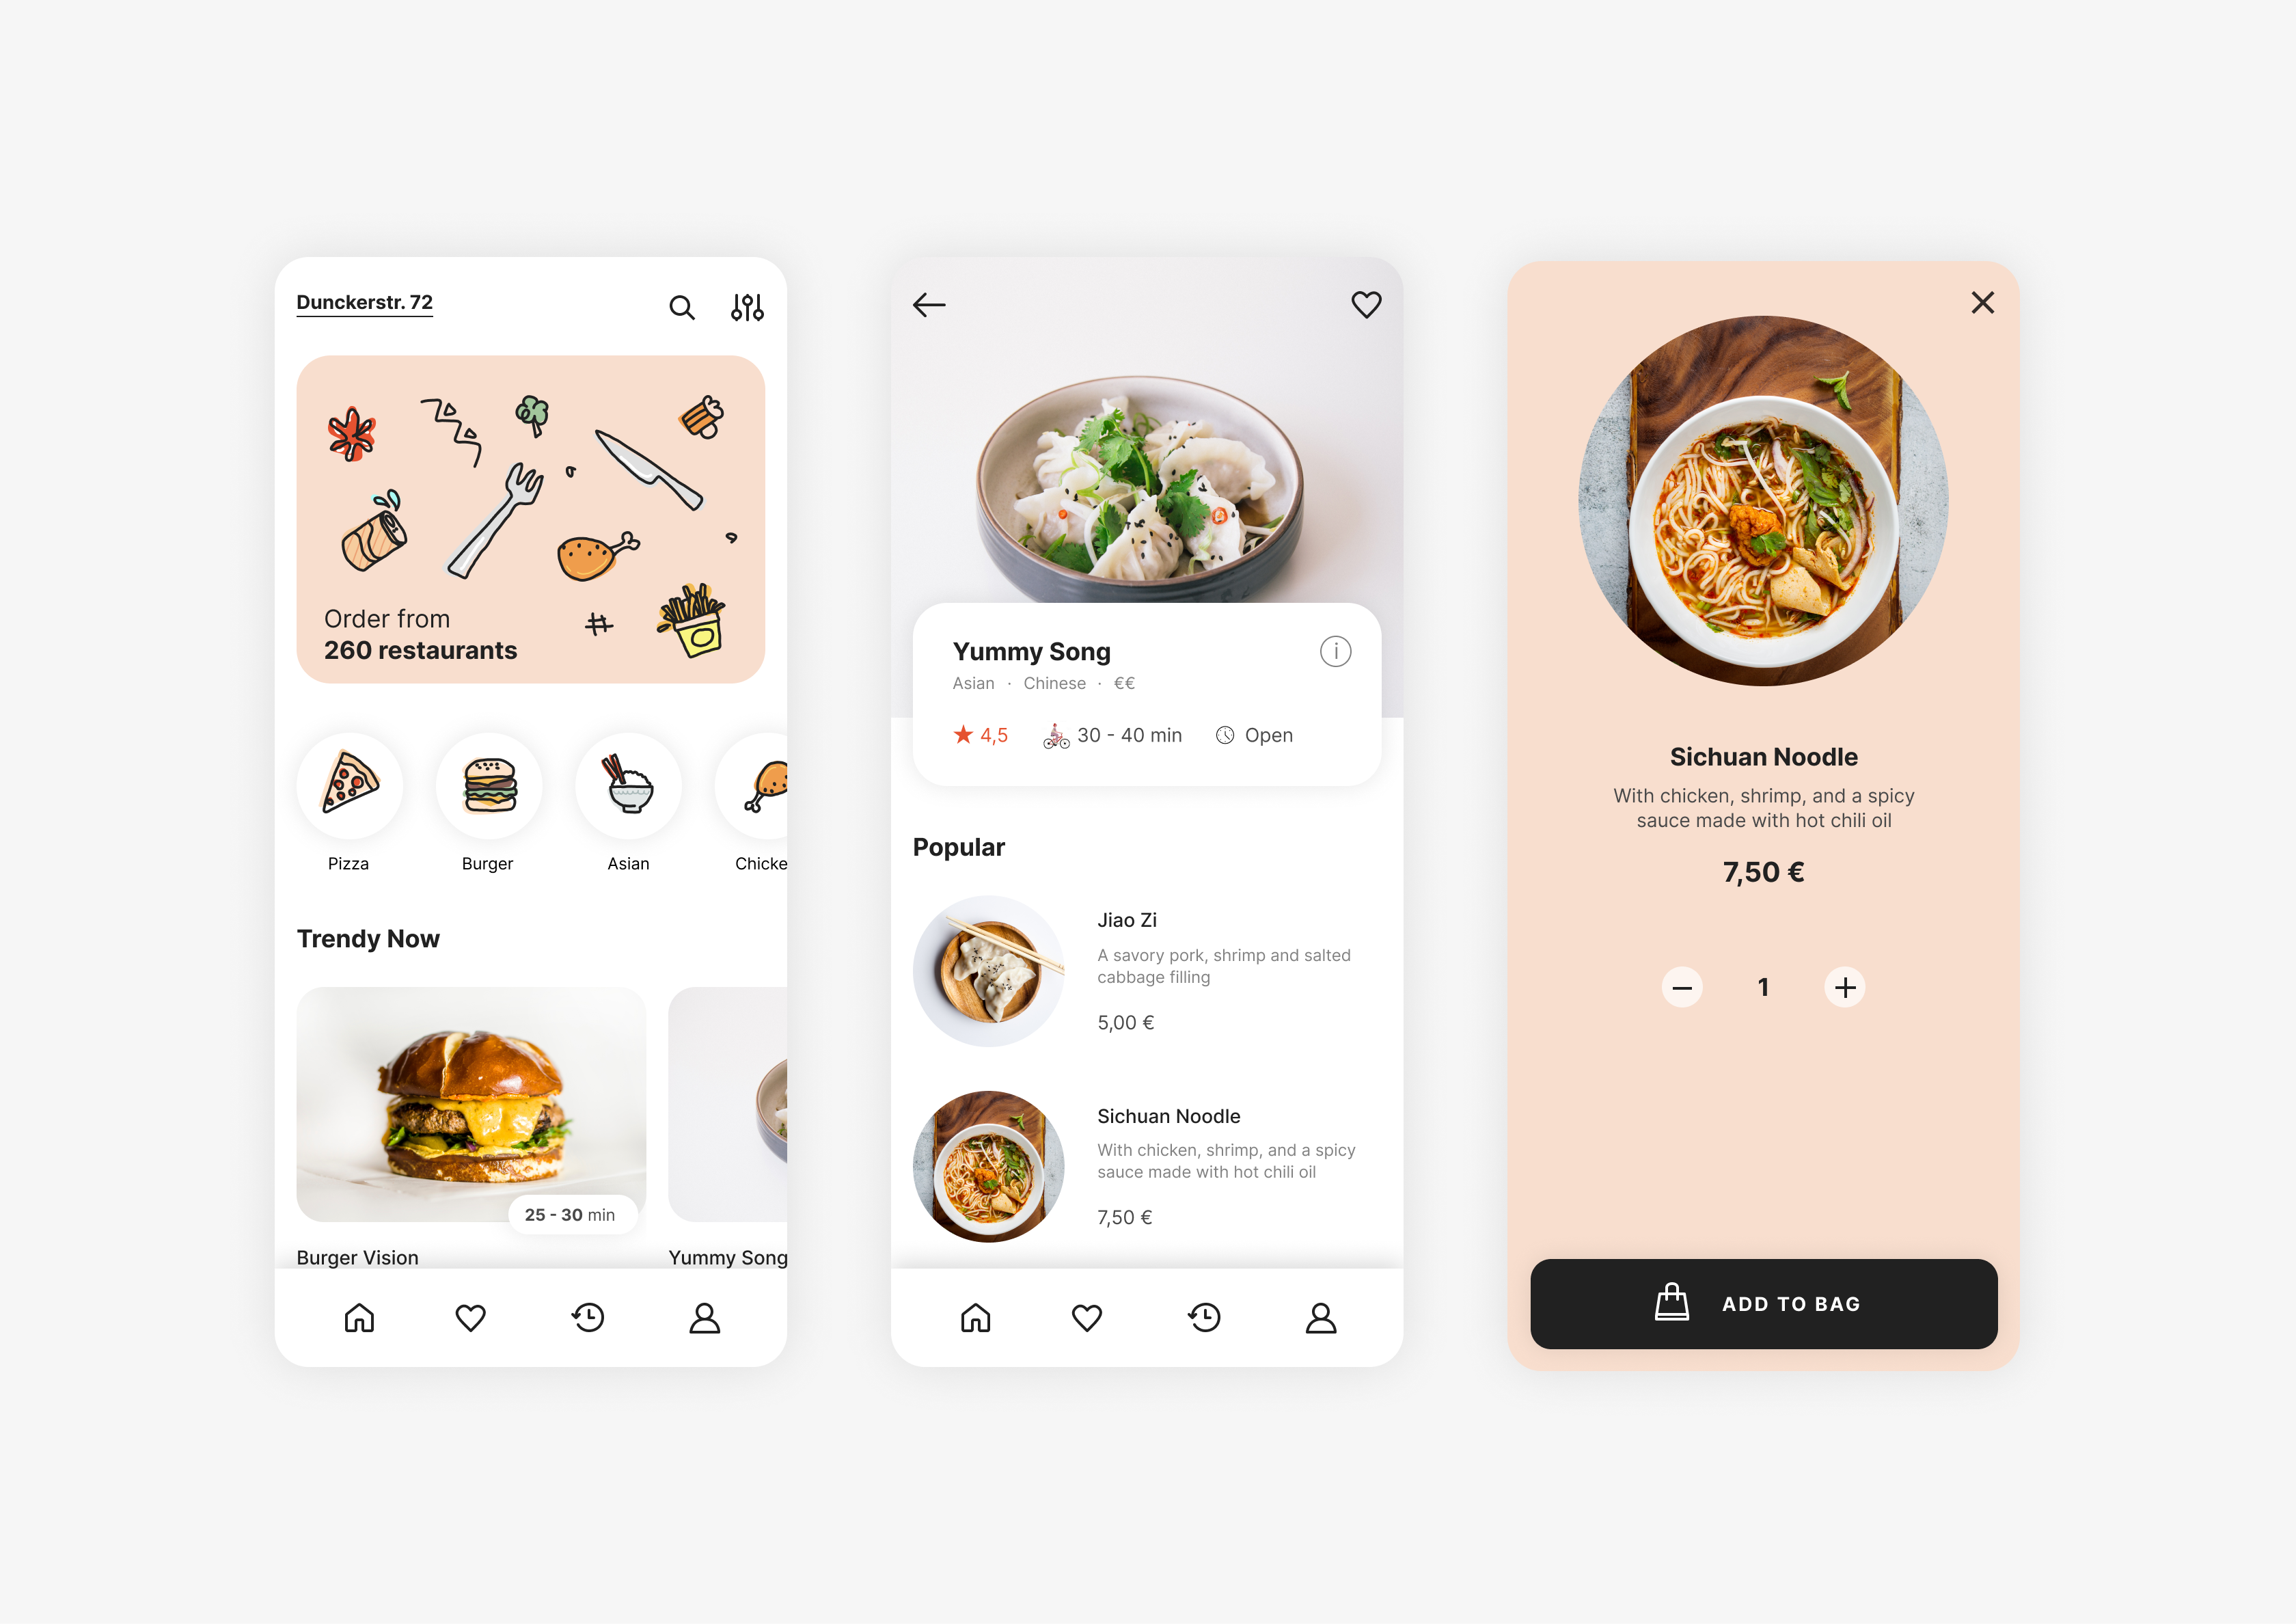 Dunckerstr. 72
Order from
260 restaurants
Pizza
Burger
Asian
Chicke
Trendy Now
25 - 30 min
Burger Vision
Yummy Song
Yummy Song
Asian · Chinese · €€
4,5
30 - 40 min
Open
Popular
Jiao Zi
A savory pork, shrimp and salted
cabbage filling
5,00 €
Sichuan Noodle
With chicken, shrimp, and a spicy
sauce made with hot chili oil
7,50 €
Sichuan Noodle
With chicken, shrimp, and a spicy
sauce made with hot chili oil
7,50 €
1
ADD TO BAG